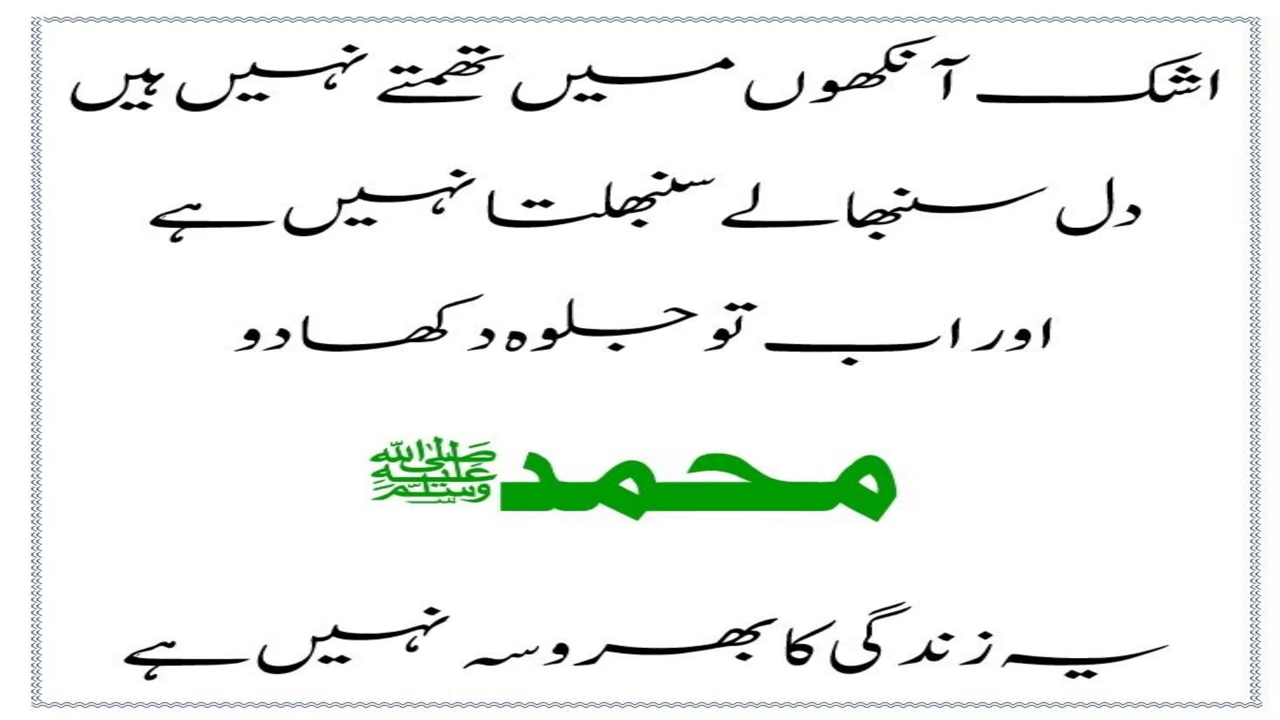 اشک آنکھوں میں تھمتے نہیں ہیں
دل سنبھالے سنبھلتا نہیں ہے
اور اب تو جلوہ دکھا دو
محمد ﷺ
یہ زندگی کا بھروسہ نہیں ہے